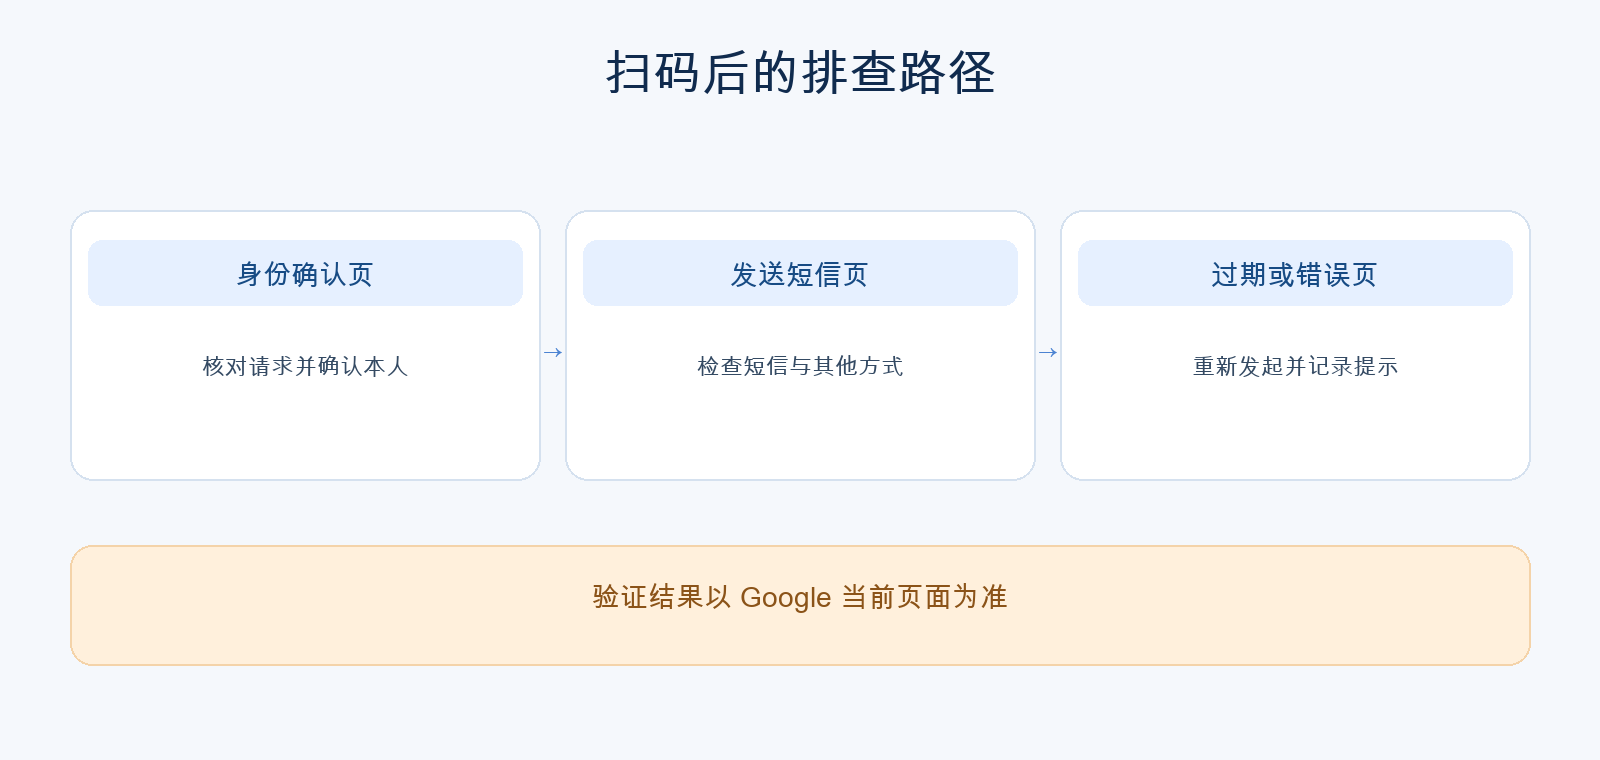 扫码后的排查路径
身份确认页
核对请求并确认本人
→
发送短信页
检查短信与其他方式
→
过期或错误页
重新发起并记录提示
验证结果以 Google 当前页面为准